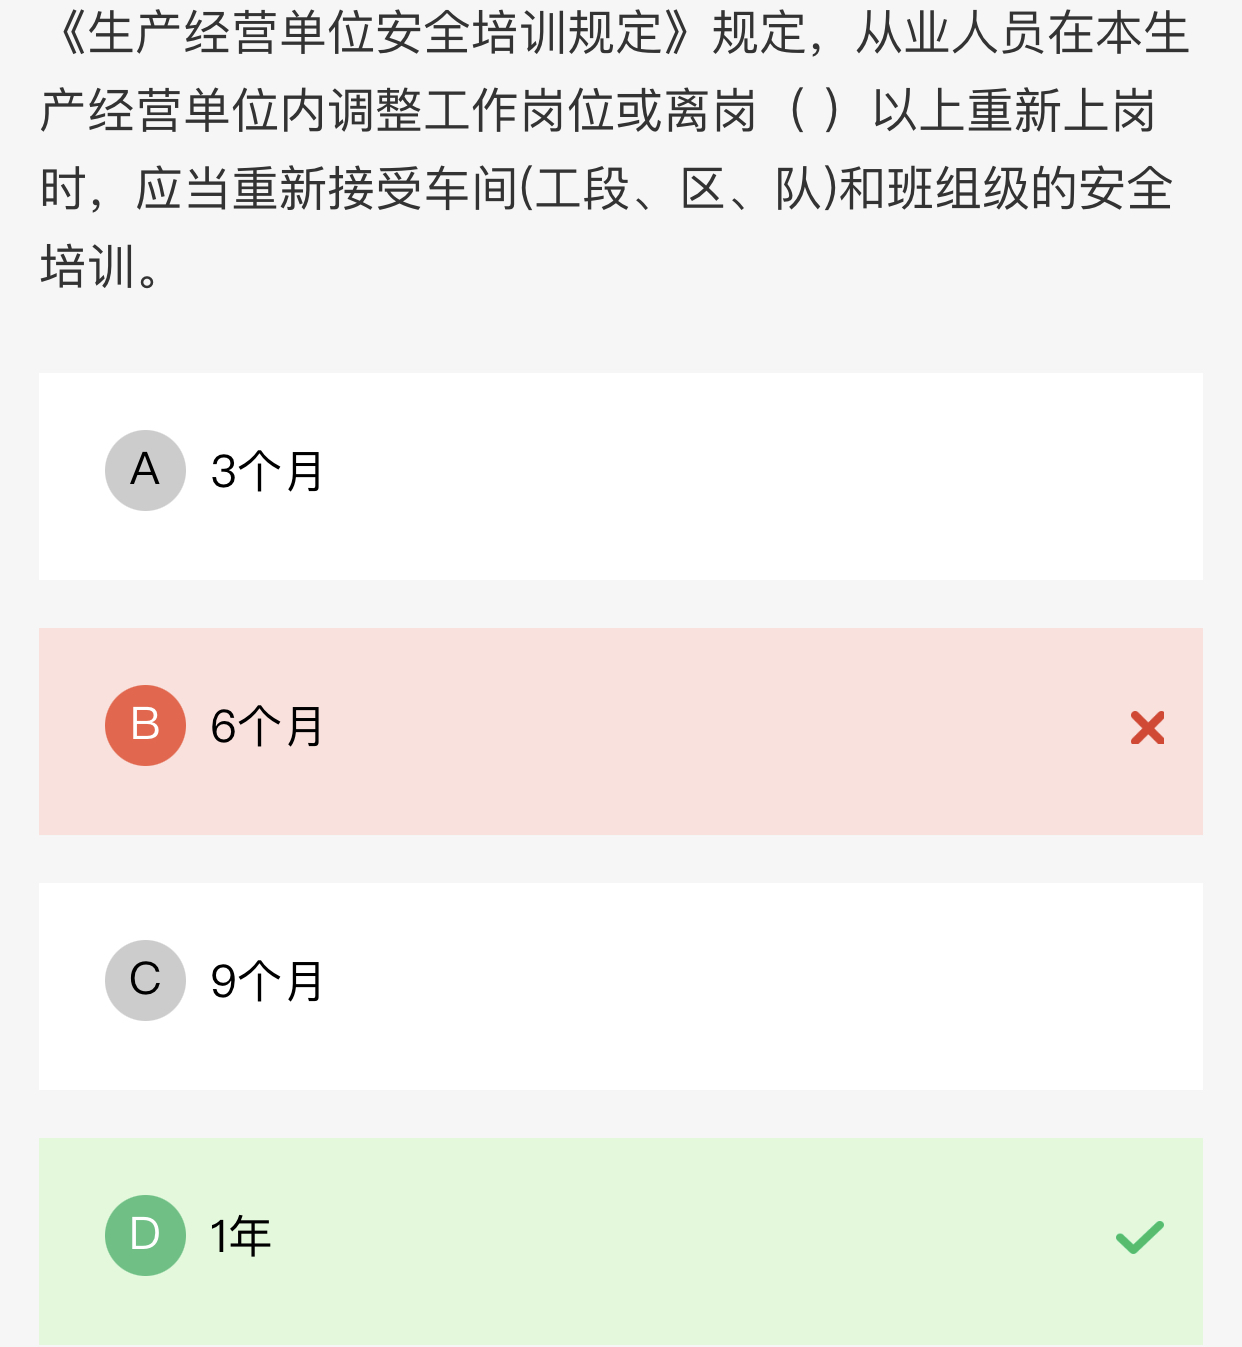 《生产经营单位安全培训规定》规定，从业人员在本生
产经营单位内调整工作岗位或离岗（ ）以上重新上岗
时，应当重新接受车间(工段、区、队)和班组级的安全
培训。
A 3个月
B 6个月
C 9个月
D 1年